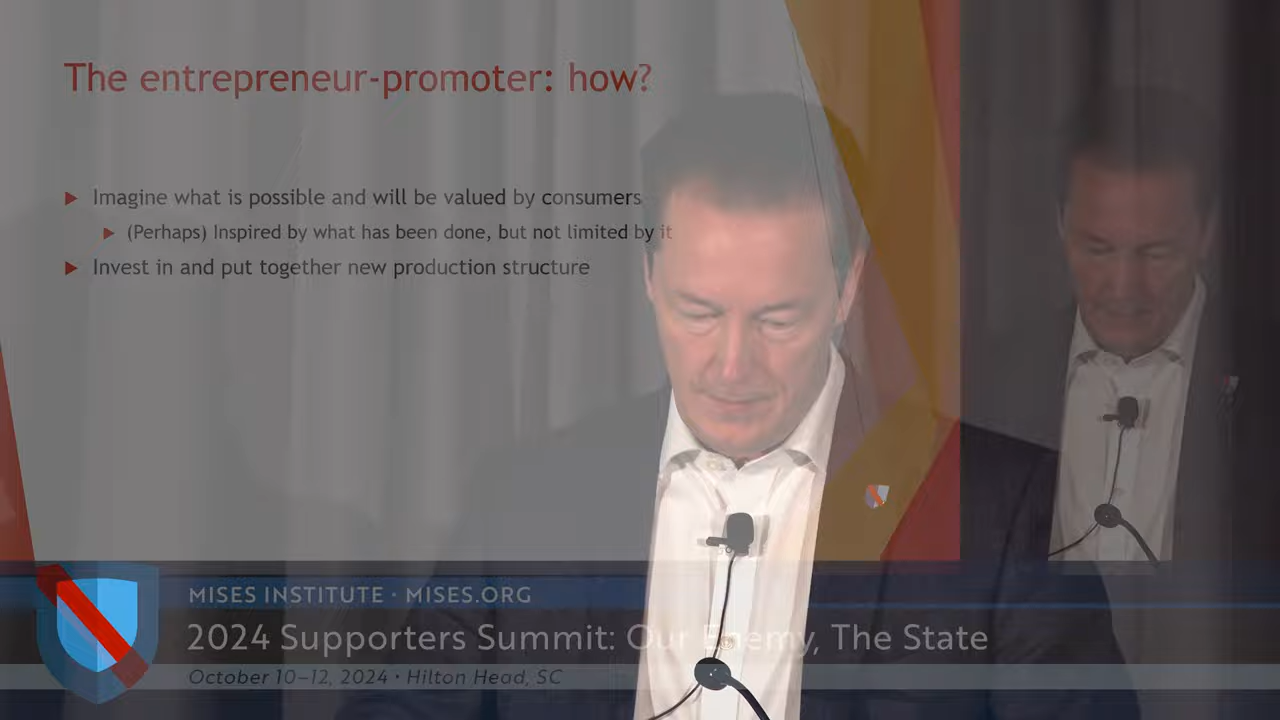 The entrepreneur-promoter: how?
Imagine what is possible and will be valued by consumers
(Perhaps) Inspired by what has been done, but not limited by it
Invest in and put together new production structure
MISES INSTITUTE · MISES.ORG
2024 Supporters Summit: Our Enemy, The State
October 10–12, 2024 · Hilton Head, SC